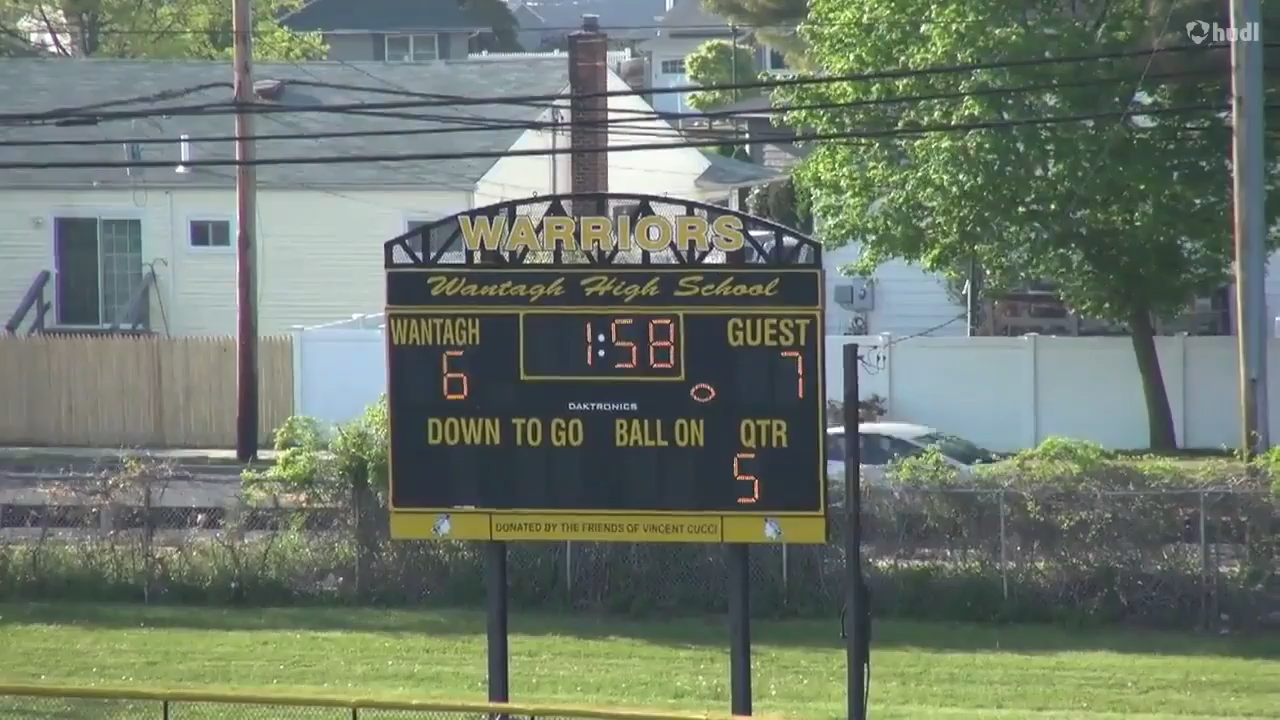 hudl
WARRIORS
Wantagh High School
WANTAGH 1:58 GUEST
6 7
DAKTRONICS
DOWN TO GO BALL ON QTR
5
DONATED BY THE FRIENDS OF VINCENT CUCCI